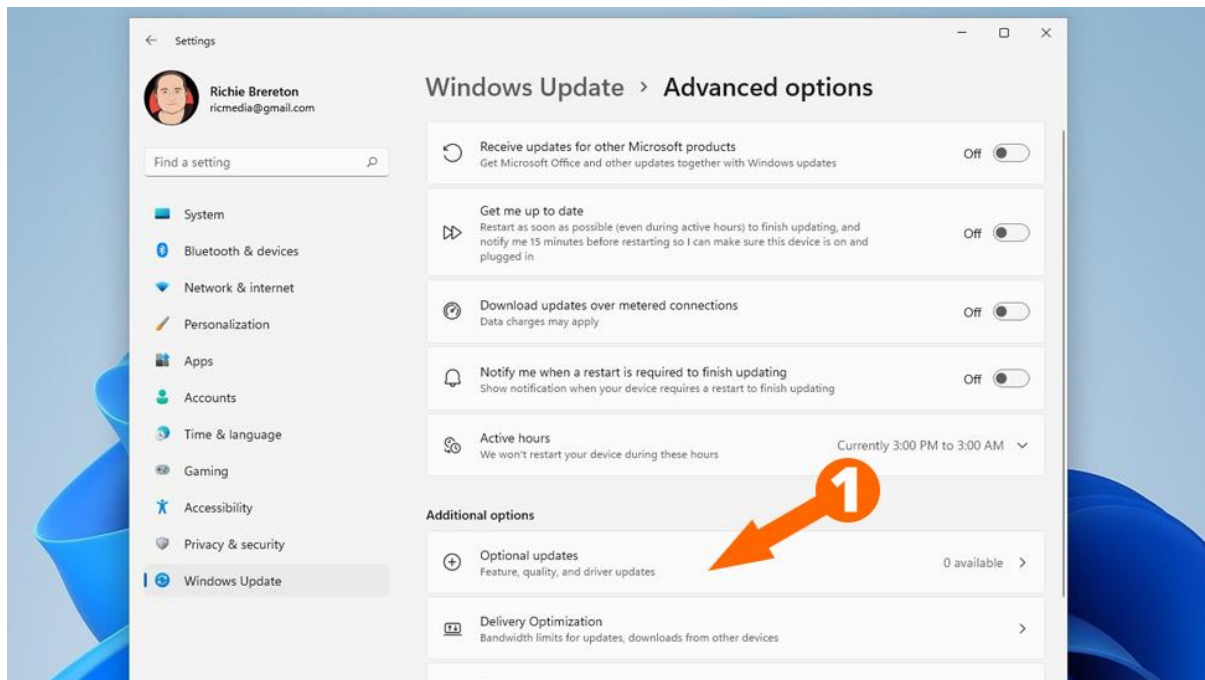 Settings
Richie Brereton
ricmedia@gmail.com
Find a setting
System
Bluetooth & devices
Network & internet
Personalization
Apps
Accounts
Time & language
Gaming
Accessibility
Privacy & security
Windows Update
Windows Update > Advanced options
Receive updates for other Microsoft products
Get Microsoft Office and other updates together with Windows updates
Off
Get me up to date
Restart as soon as possible (even during active hours) to finish updating, and
notify me 15 minutes before restarting so I can make sure this device is on and
plugged in
Off
Download updates over metered connections
Data charges may apply
Off
Notify me when a restart is required to finish updating
Show notification when your device requires a restart to finish updating
Off
Active hours
We won't restart your device during these hours
Currently 3:00 PM to 3:00 AM
1
Additional options
Optional updates
Feature, quality, and driver updates
0 available
Delivery Optimization
Bandwidth limits for updates, downloads from other devices